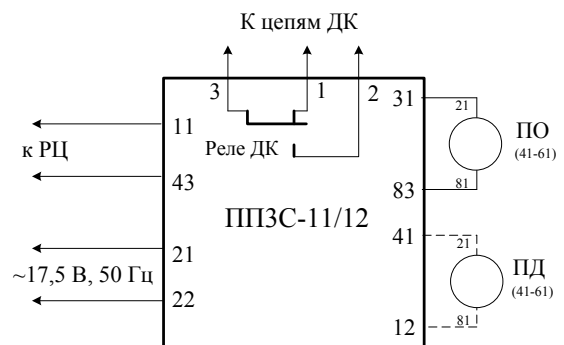 К цепям ДК
3
1
2
31
21
11
ПО
(41-61)
к РЦ
Реле ДК
43
81
83
ПП3С-11/12
41
21
21
ПД
(41-61)
~17,5 В, 50 Гц
22
81
12